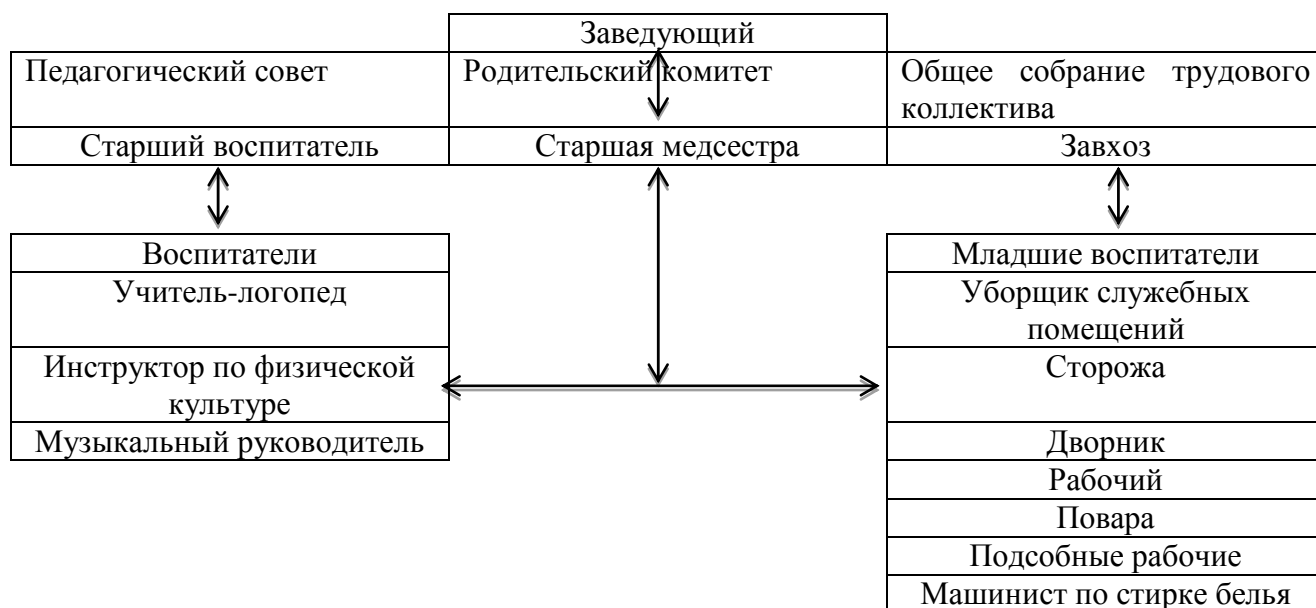 Заведующий
Педагогический совет
Родительский комитет
Общее собрание трудового
коллектива
Старший воспитатель
Старшая медсестра
Завхоз
Воспитатели
Учитель-логопед
Инструктор по физической
культуре
Музыкальный руководитель
Младшие воспитатели
Уборщик служебных
помещений
Сторожа
Дворник
Рабочий
Повара
Подсобные рабочие
Машинист по стирке белья